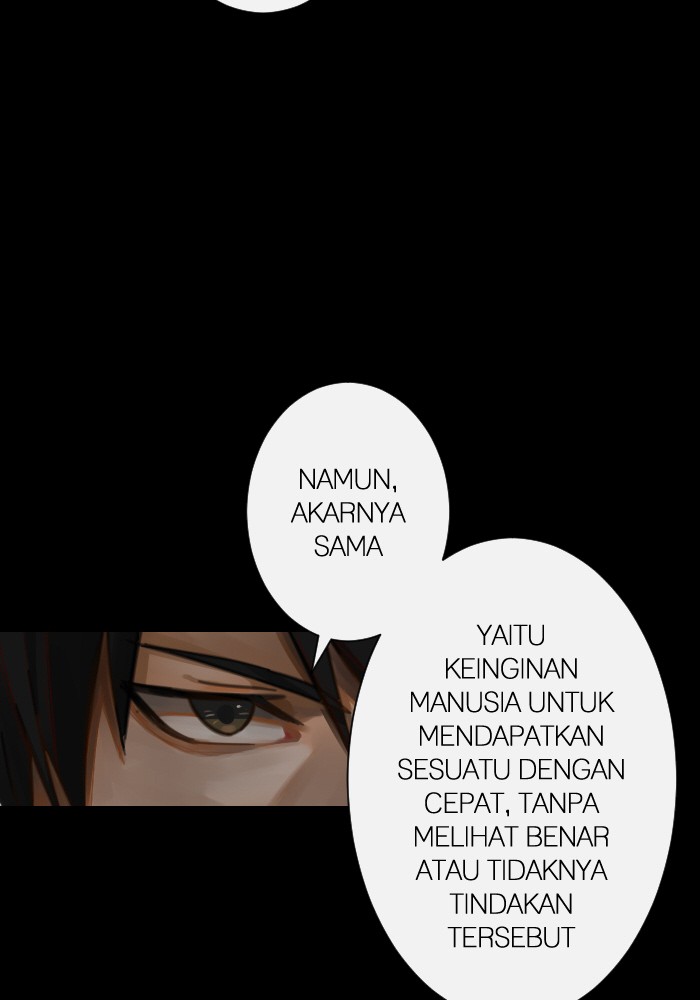 NAMUN,
AKARNYA
SAMA
YAITU
KEINGINAN
MANUSIA UNTUK
MENDAPATKAN
SESUATU DENGAN
CEPAT, TANPA
MELIHAT BENAR
ATAU TIDAKNYA
TINDAKAN
TERSEBUT